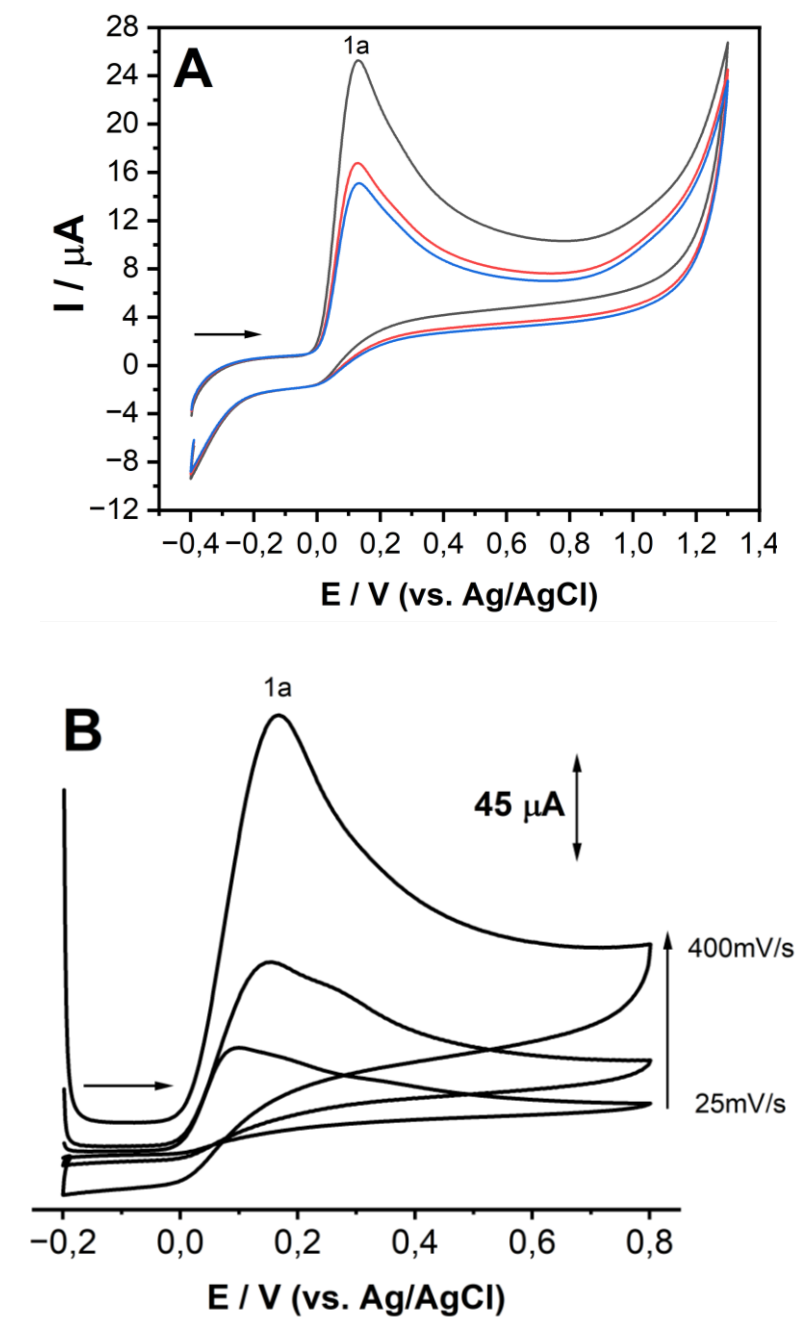 A
1a
I / μA
28
24
20
16
12
8
4
0
−4
−8
−12
−0,4 −0,2 0,0 0,2 0,4 0,6 0,8 1,0 1,2 1,4
E / V (vs. Ag/AgCl)
1a
B
45 μA
400mV/s
25mV/s
−0,2 0,0 0,2 0,4 0,6 0,8
E / V (vs. Ag/AgCl)